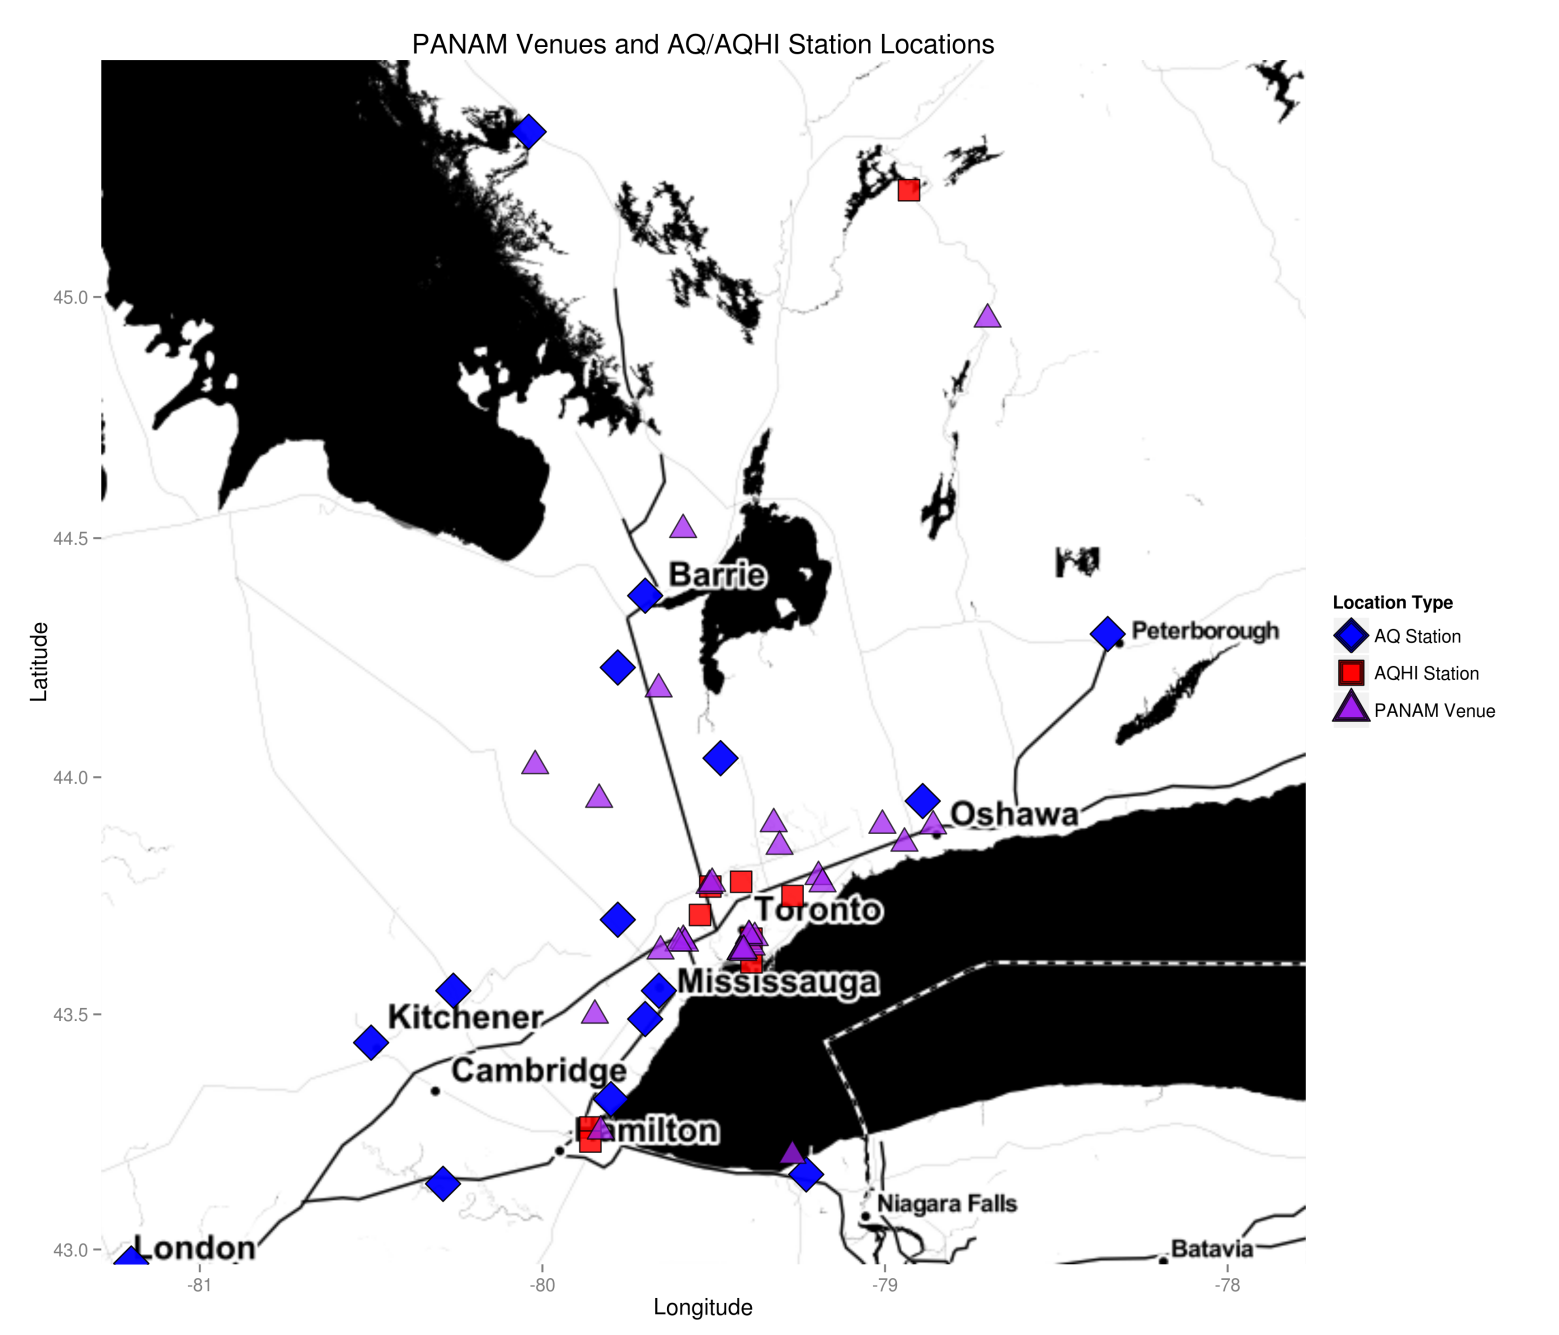 PANAM Venues and AQ/AQHI Station Locations
45.0
44.5
44.0
43.5
43.0
Latitude
Barrie
Peterborough
Oshawa
Toronto
Mississauga
Kitchener
Cambridge
Hamilton
Niagara Falls
London
Batavia
-81
-80
-79
-78
Longitude
Location Type
AQ Station
AQHI Station
PANAM Venue